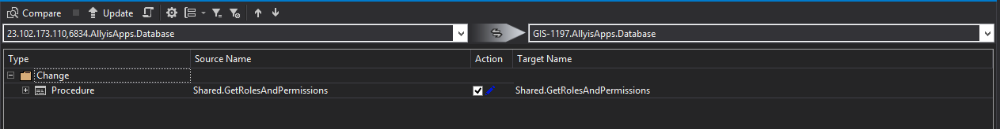 Compare Update
23.102.173.110,6834.AllyisApps.Database GIS-1197.AllyisApps.Database
Type Source Name Action Target Name
Change
Procedure Shared.GetRolesAndPermissions Shared.GetRolesAndPermissions